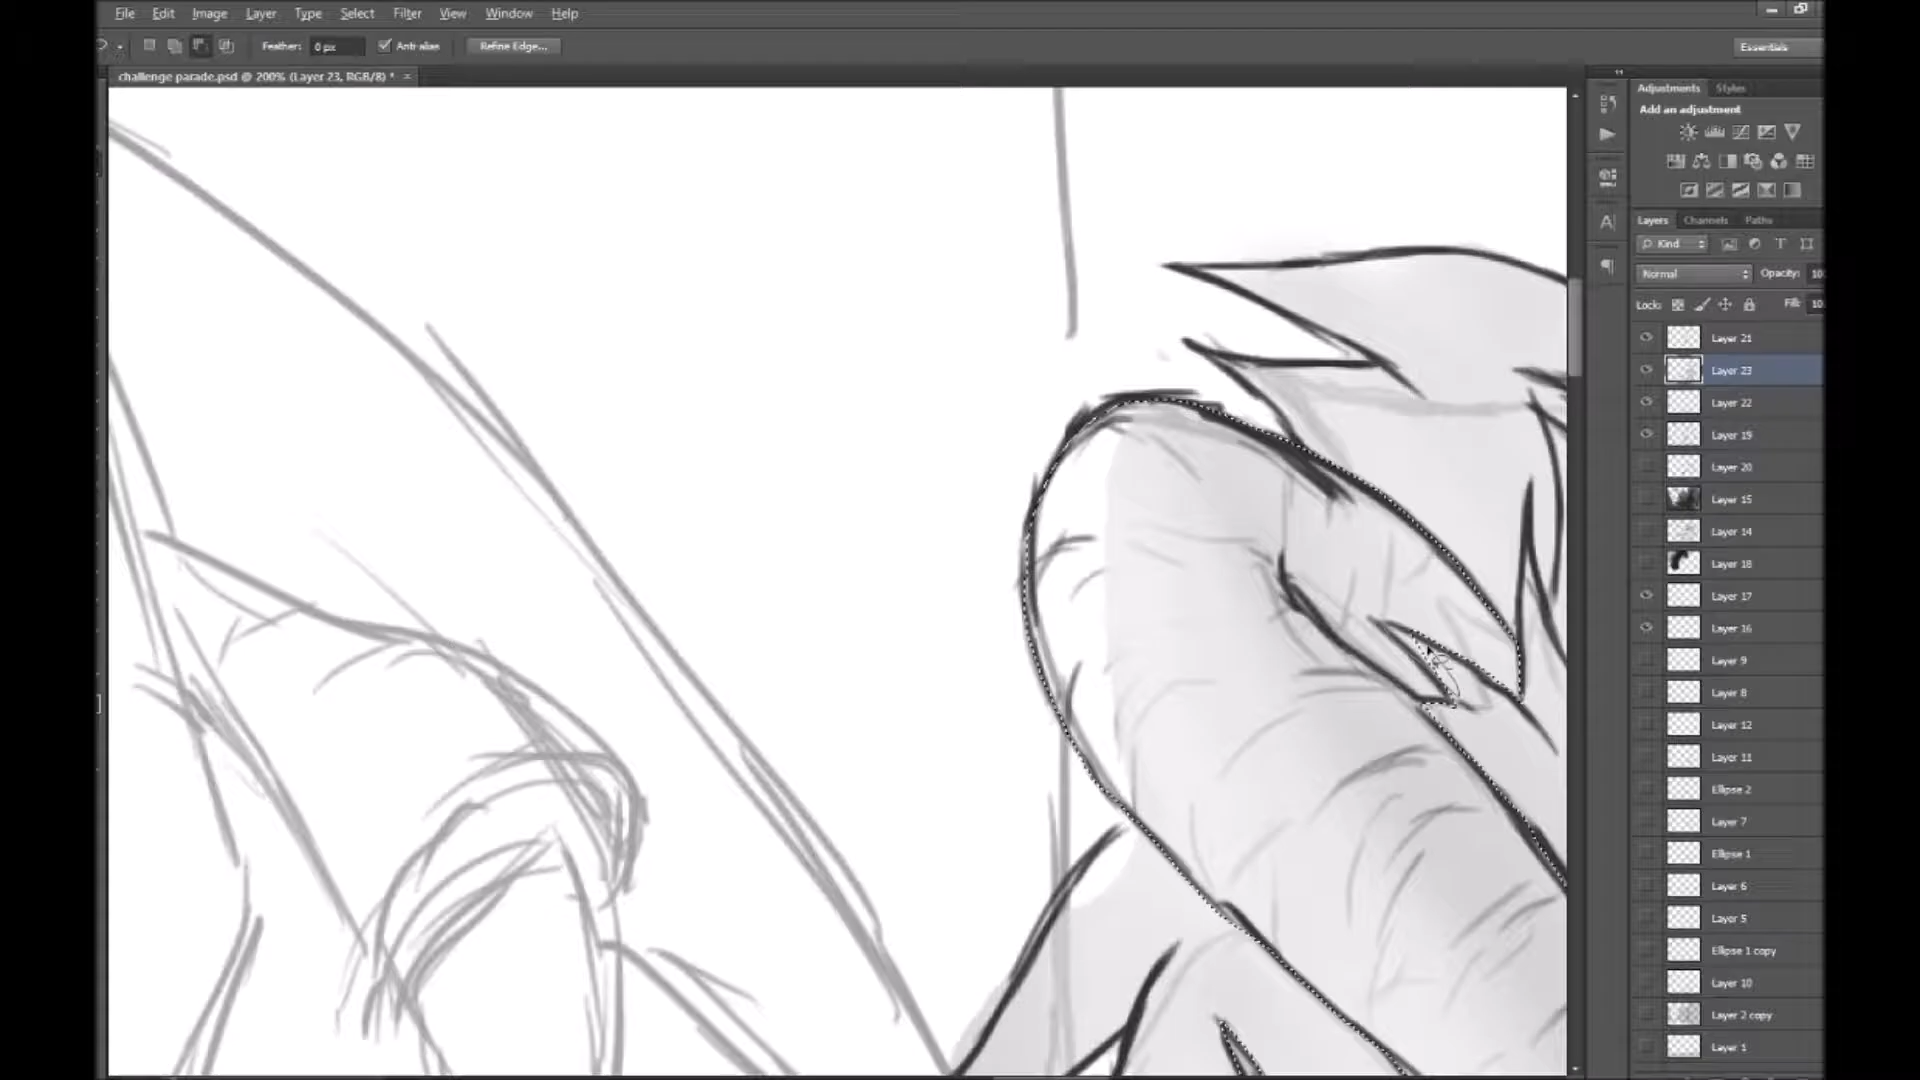 File Edit Image Layer Type Select Filter View Window Help
Feather: 0 px Anti-alias Refine Edge... Essentials
challenge parade.psd @ 200% (Layer 23, RGB/8) * ×
Adjustments Styles
Add an adjustment
Layers Channels Paths
Kind
Normal Opacity: 10
Lock: Fill: 10
Layer 21
Layer 23
Layer 22
Layer 19
Layer 20
Layer 15
Layer 14
Layer 18
Layer 17
Layer 16
Layer 9
Layer 8
Layer 12
Layer 11
Ellipse 2
Layer 7
Ellipse 1
Layer 6
Layer 5
Ellipse 1 copy
Layer 10
Layer 2 copy
Layer 1